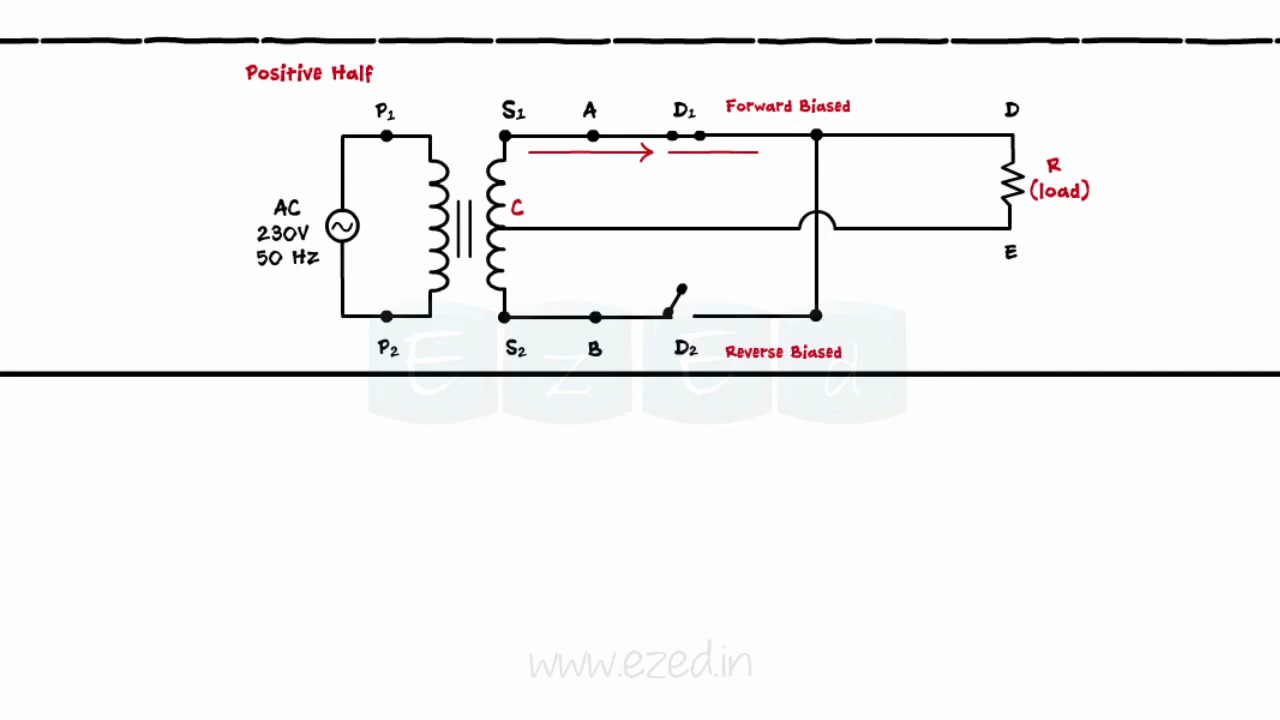 Positive Half
P1
S1
A
D1
Forward Biased
D
R
(load)
AC
230V
50 Hz
C
E
P2
S2
B
D2
Reverse Biased
EzEd
www.ezed.in